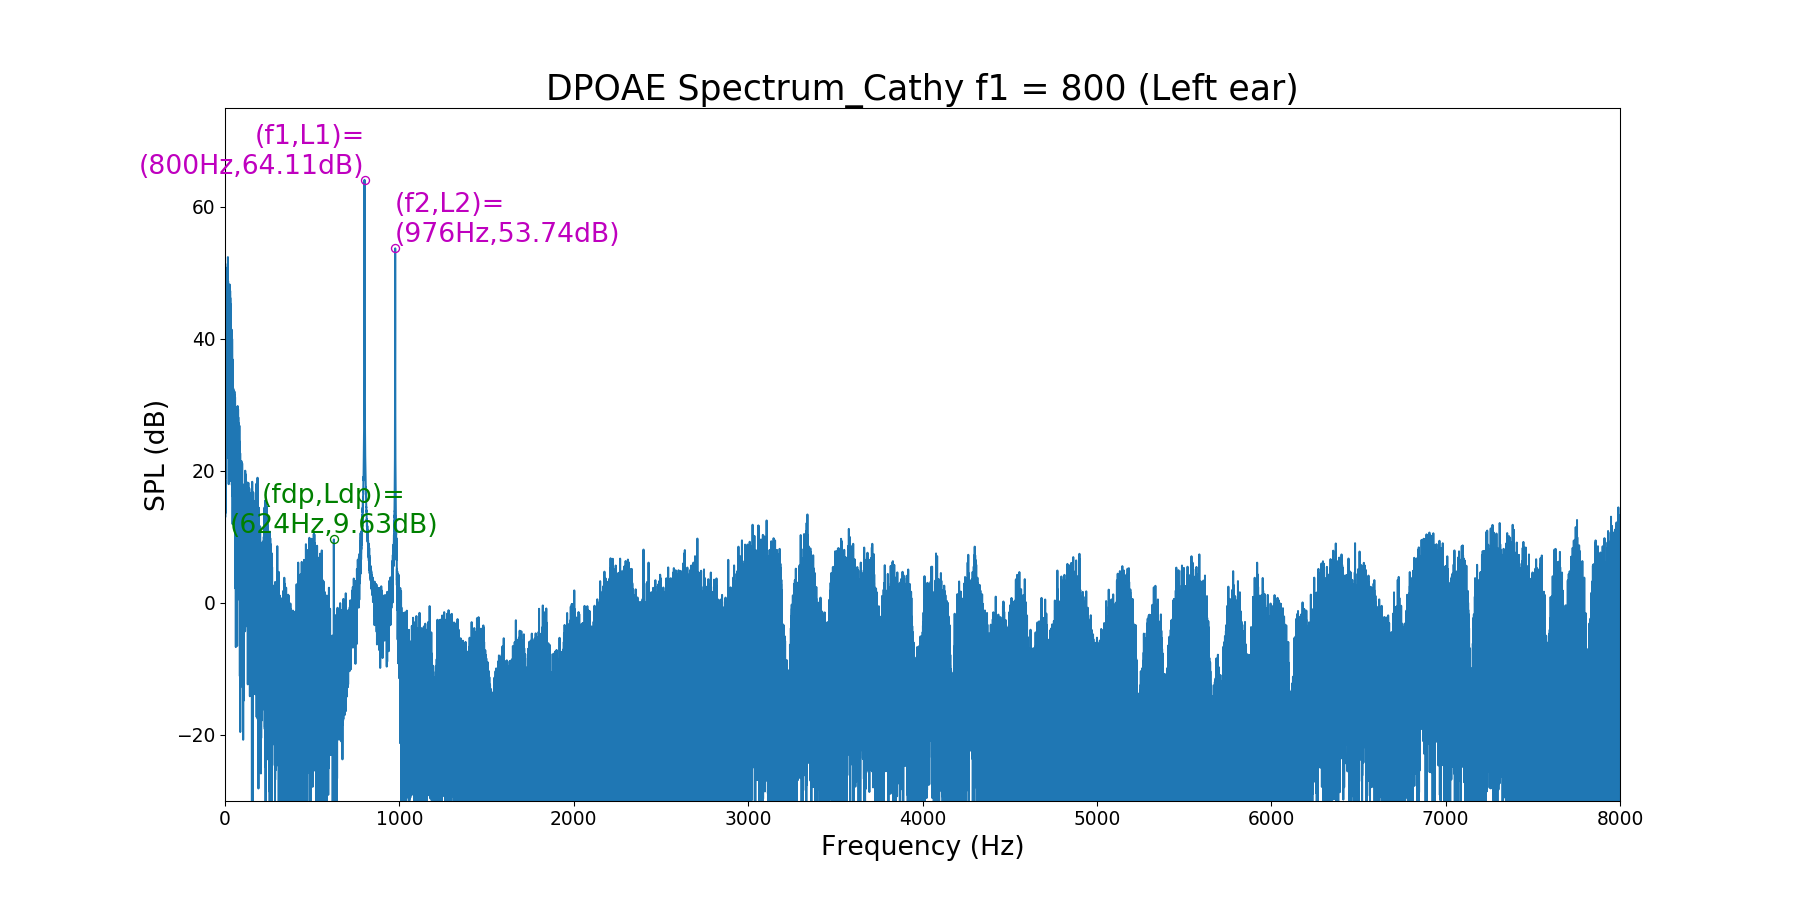 DPOAE Spectrum_Cathy f1 = 800 (Left ear)
(f1,L1)=
(800Hz,64.11dB)
(f2,L2)=
(976Hz,53.74dB)
(fdp,Ldp)=
(624Hz,9.63dB)
SPL (dB)
60
40
20
0
−20
0 1000 2000 3000 4000 5000 6000 7000 8000
Frequency (Hz)